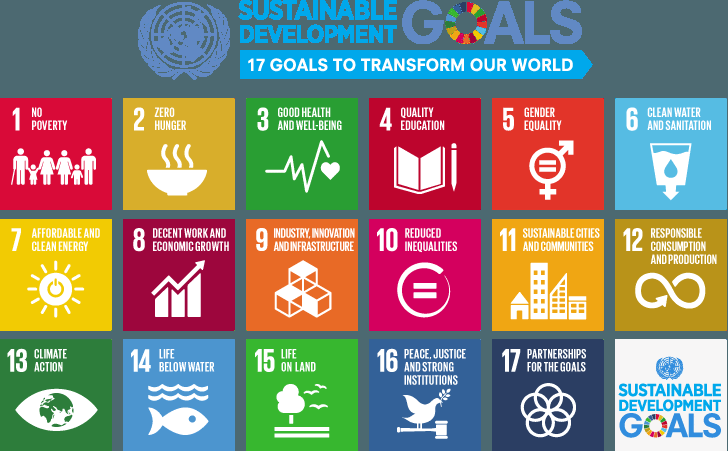 SUSTAINABLE
DEVELOPMENT
GOALS
17 GOALS TO TRANSFORM OUR WORLD
1 NO
POVERTY
2 ZERO
HUNGER
3 GOOD HEALTH
AND WELL-BEING
4 QUALITY
EDUCATION
5 GENDER
EQUALITY
6 CLEAN WATER
AND SANITATION
7 AFFORDABLE AND
CLEAN ENERGY
8 DECENT WORK AND
ECONOMIC GROWTH
9 INDUSTRY, INNOVATION
AND INFRASTRUCTURE
10 REDUCED
INEQUALITIES
11 SUSTAINABLE CITIES
AND COMMUNITIES
12 RESPONSIBLE
CONSUMPTION
AND PRODUCTION
13 CLIMATE
ACTION
14 LIFE
BELOW WATER
15 LIFE
ON LAND
16 PEACE, JUSTICE
AND STRONG
INSTITUTIONS
17 PARTNERSHIPS
FOR THE GOALS
SUSTAINABLE
DEVELOPMENT
GOALS